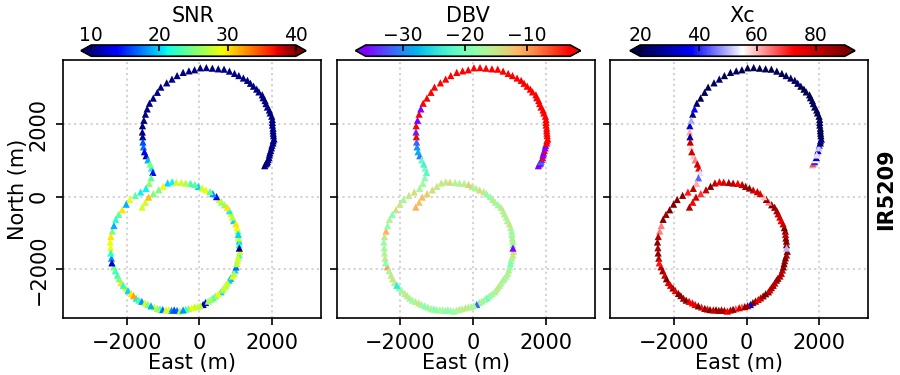 SNR DBV Xc
10 20 30 40 −30 −20 −10 20 40 60 80
2000
0
−2000
North (m)
IR5209
−2000 0 2000 −2000 0 2000 −2000 0 2000
East (m) East (m) East (m)